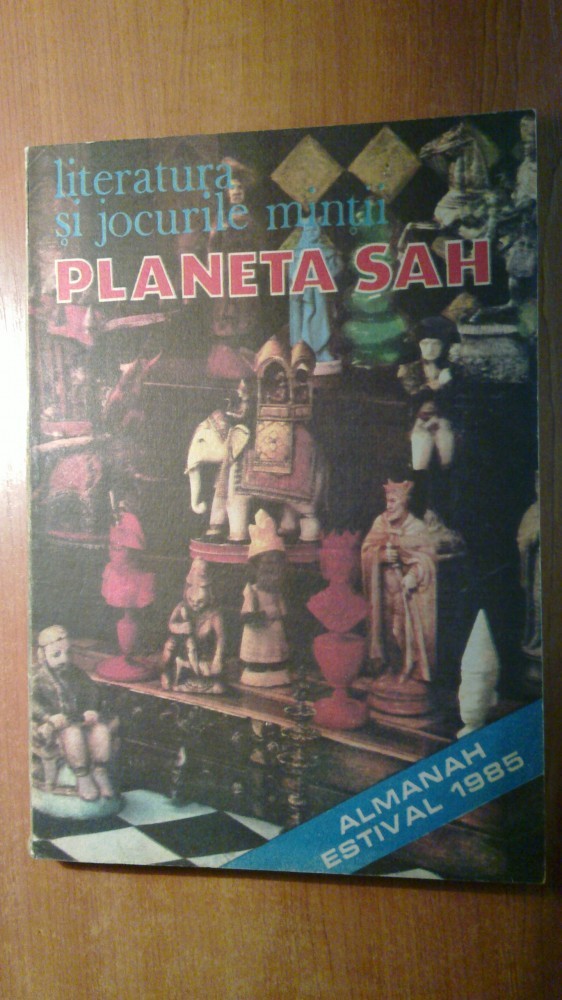 literatura
și jocurile minții
PLANETA SAH
ALMANAH
ESTIVAL 1985